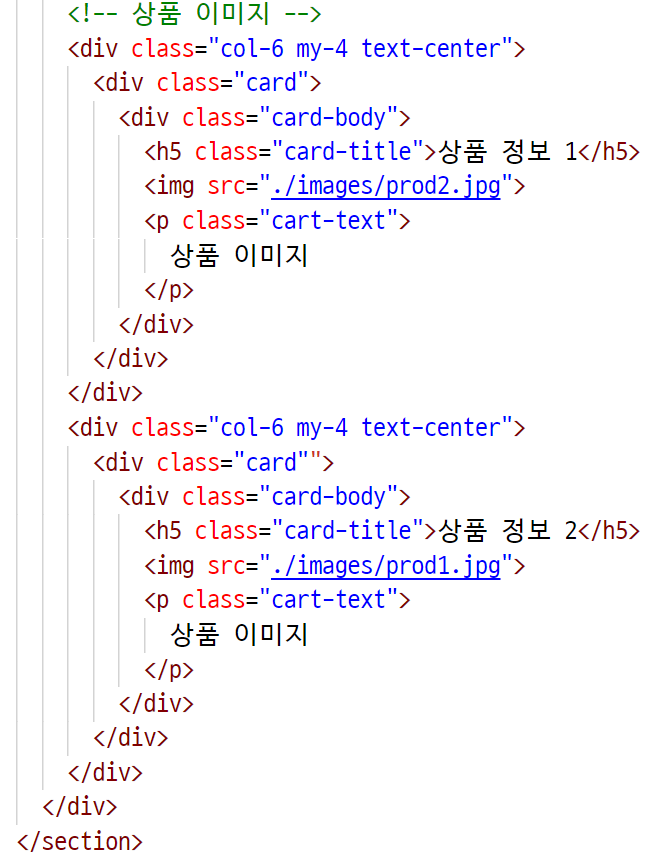 <!-- 상품 이미지 -->
<div class="col-6 my-4 text-center">
<div class="card">
<div class="card-body">
<h5 class="card-title">상품 정보 1</h5>
<img src="./images/prod2.jpg">
<p class="cart-text">
상품 이미지
</p>
</div>
</div>
</div>
<div class="col-6 my-4 text-center">
<div class="card"">
<div class="card-body">
<h5 class="card-title">상품 정보 2</h5>
<img src="./images/prod1.jpg">
<p class="cart-text">
상품 이미지
</p>
</div>
</div>
</div>
</div>
</section>